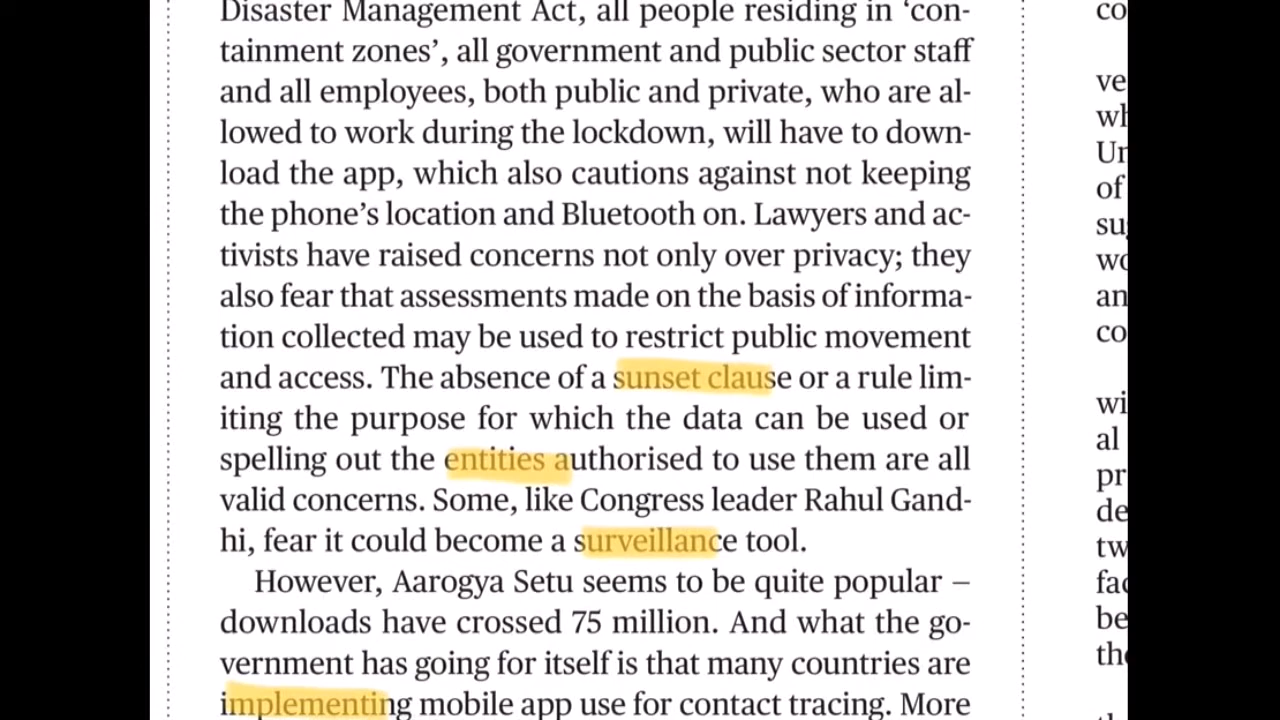 Disaster Management Act, all people residing in ‘con-
tainment zones’, all government and public sector staff
and all employees, both public and private, who are al-
lowed to work during the lockdown, will have to down-
load the app, which also cautions against not keeping
the phone’s location and Bluetooth on. Lawyers and ac-
tivists have raised concerns not only over privacy; they
also fear that assessments made on the basis of informa-
tion collected may be used to restrict public movement
and access. The absence of a sunset clause or a rule lim-
iting the purpose for which the data can be used or
spelling out the entities authorised to use them are all
valid concerns. Some, like Congress leader Rahul Gand-
hi, fear it could become a surveillance tool.
However, Aarogya Setu seems to be quite popular –
downloads have crossed 75 million. And what the go-
vernment has going for itself is that many countries are
implementing mobile app use for contact tracing. More